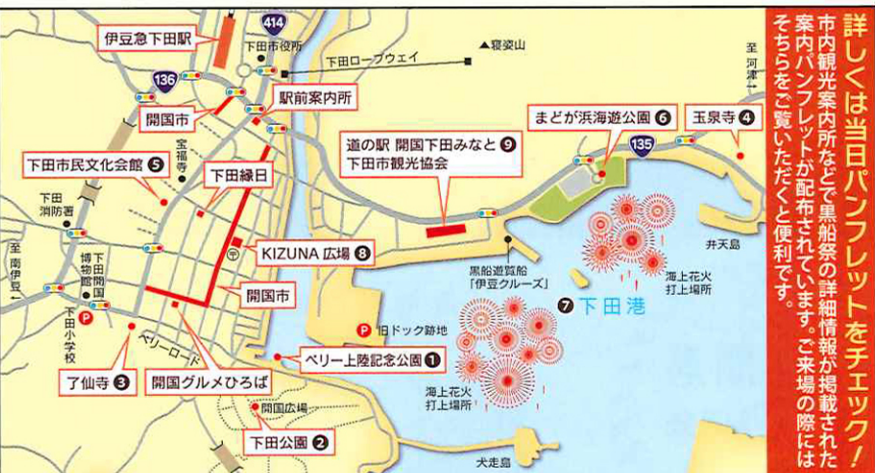 詳しくは当日パンフレットをチェック！
市内観光案内所などで黒船祭の詳細情報が掲載された
案内パンフレットが配布されています。ご来場の際には
そちらをご覧いただくと便利です。
伊豆急下田駅
414
下田市役所
下田ロープウェイ
▲寝姿山
至 河津→
136
開国市
駅前案内所
まどが浜海遊公園❻
135
玉泉寺❹
宝福寺
下田市民文化会館❺
下田縁日
道の駅 開国下田みなと❾
下田市観光協会
下田
消防署
至 南伊豆←
下田開国
博物館
KIZUNA 広場❽
開国市
黒船遊覧船
「伊豆クルーズ」
弁天島
海上花火
打上場所
❼下田港
P
下田小学校
P 旧ドック跡地
ペリーロード
了仙寺❸
開国グルメひろば
ペリー上陸記念公園❶
海上花火
打上場所
開国広場
下田公園❷
犬走島